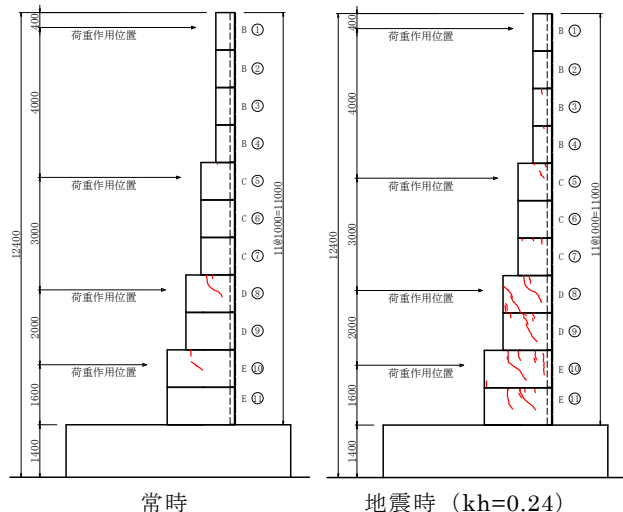 400
荷重作用位置
B ①
B ②
4000
B ③
B ④
荷重作用位置
C ⑤
C ⑥
3000
C ⑦
12400
11@1000=11000
荷重作用位置
D ⑧
2000
D ⑨
荷重作用位置
E ⑩
1600
E ⑪
1400
常時
400
荷重作用位置
B ①
B ②
4000
B ③
B ④
荷重作用位置
C ⑤
C ⑥
3000
C ⑦
12400
11@1000=11000
荷重作用位置
D ⑧
2000
D ⑨
荷重作用位置
E ⑩
1600
E ⑪
1400
地震時 (kh=0.24)